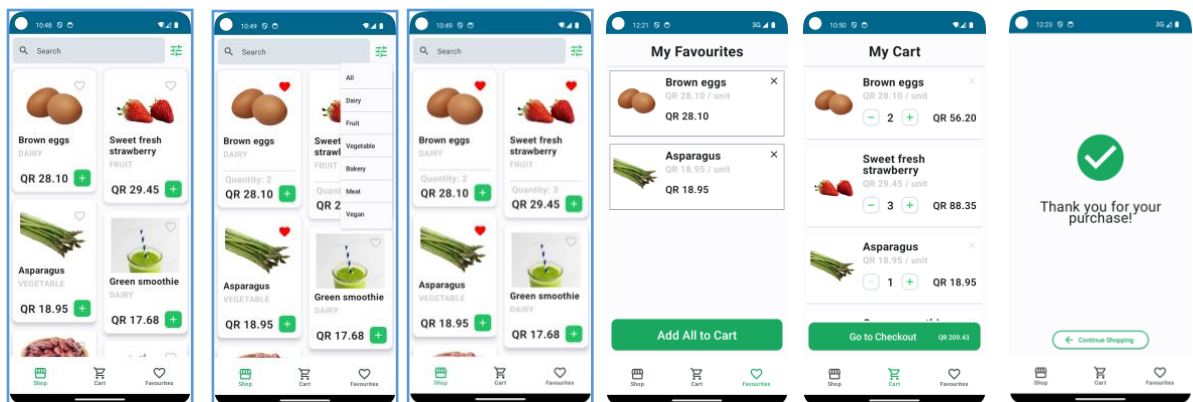 10:48
Search
Brown eggs
DAIRY
QR 28.10
Sweet fresh
strawberry
FRUIT
QR 29.45
Asparagus
VEGETABLE
QR 18.95
Green smoothie
DAIRY
QR 17.68
Shop
Cart
Favourites
10:49
Search
All
Dairy
Fruit
Vegetable
Bakery
Meat
Vegan
Brown eggs
DAIRY
Quantity: 2
QR 28.10
Sweet
strawl
FRUIT
Quant
QR 2
Asparagus
VEGETABLE
QR 18.95
Green smoothie
DAIRY
QR 17.68
Shop
Cart
Favourites
10:49
Search
Brown eggs
DAIRY
Quantity: 2
QR 28.10
Sweet fresh
strawberry
FRUIT
Quantity: 3
QR 29.45
Asparagus
VEGETABLE
QR 18.95
Green smoothie
DAIRY
QR 17.68
Shop
Cart
Favourites
12:21
3G
My Favourites
Brown eggs
QR 28.10 / unit
QR 28.10
Asparagus
QR 18.95 / unit
QR 18.95
Add All to Cart
Shop
Cart
Favourites
10:50
My Cart
Brown eggs
QR 28.10 / unit
2
QR 56.20
Sweet fresh
strawberry
QR 29.45 / unit
3
QR 88.35
Asparagus
QR 18.95 / unit
1
QR 18.95
Go to Checkout
QR 209.43
Shop
Cart
Favourites
12:23
3G
Thank you for your
purchase!
Continue Shopping
Shop
Cart
Favourites